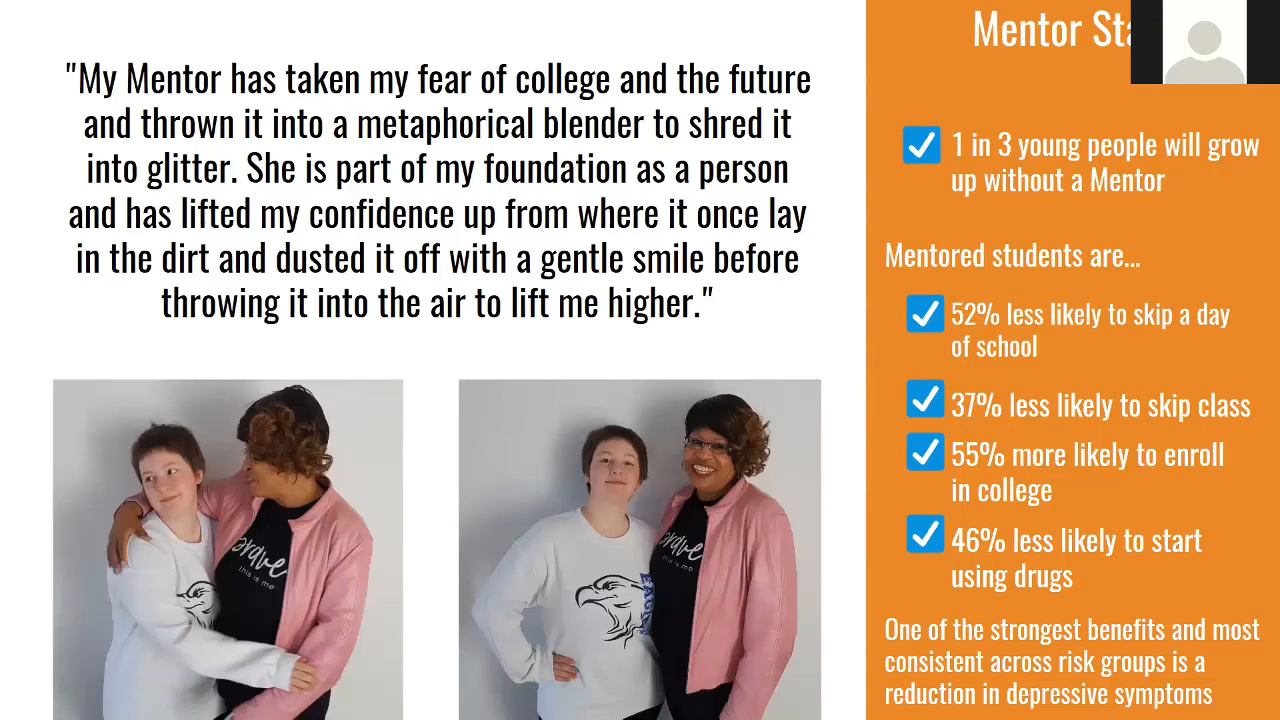 "My Mentor has taken my fear of college and the future
and thrown it into a metaphorical blender to shred it
into glitter. She is part of my foundation as a person
and has lifted my confidence up from where it once lay
in the dirt and dusted it off with a gentle smile before
throwing it into the air to lift me higher."
brave
this is me
brave
this is me
Mentor
1 in 3 young people will grow
up without a Mentor
Mentored students are...
52% less likely to skip a day
of school
37% less likely to skip class
55% more likely to enroll
in college
46% less likely to start
using drugs
One of the strongest benefits and most
consistent across risk groups is a
reduction in depressive symptoms